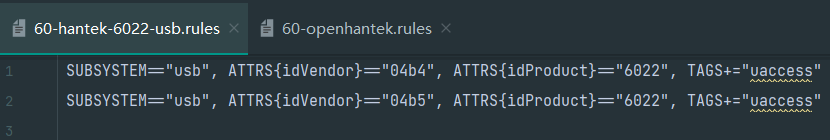 60-hantek-6022-usb.rules
60-openhantek.rules
1 SUBSYSTEM=="usb", ATTRS{idVendor}=="04b4", ATTRS{idProduct}=="6022", TAGS+="uaccess"
2 SUBSYSTEM=="usb", ATTRS{idVendor}=="04b5", ATTRS{idProduct}=="6022", TAGS+="uaccess"
3